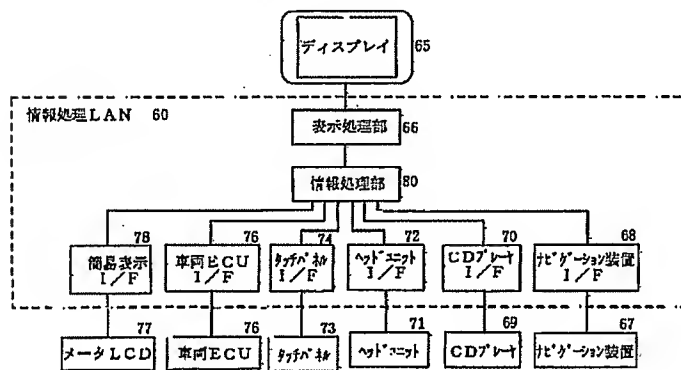 ディスプレイ 65
情報処理LAN 60
表示処理部 66
情報処理部 80
78 76 74 72 70 68
簡易表示 I/F
車両ECU I/F
タッチパネル I/F
ヘッドユニット I/F
CDプレーヤ I/F
ナビゲーション装置 I/F
77 76 73 71 69 67
メータLCD
車両ECU
タッチパネル
ヘッドユニット
CDプレーヤ
ナビゲーション装置